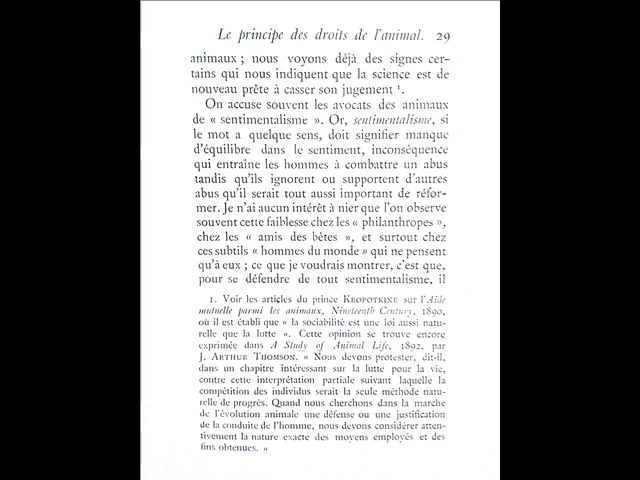 Le principe des droits de l'animal. 29
animaux ; nous voyons déjà des signes cer-
tains qui nous indiquent que la science est de
nouveau prête à casser son jugement ¹.
On accuse souvent les avocats des animaux
de « sentimentalisme ». Or, sentimentalisme, si
le mot a quelque sens, doit signifier manque
d'équilibre dans le sentiment, inconséquence
qui entraîne les hommes à combattre un abus
tandis qu'ils ignorent ou supportent d'autres
abus qu'il serait tout aussi important de réfor-
mer. Je n'ai aucun intérêt à nier que l'on observe
souvent cette faiblesse chez les « philanthropes »,
chez les « amis des bêtes », et surtout chez
ces subtils « hommes du monde » qui ne pensent
qu'à eux ; ce que je voudrais montrer, c'est que,
pour se défendre de tout sentimentalisme, il
1. Voir les articles du prince KROPOTKINE sur l'Aide
mutuelle parmi les animaux, Nineteenth Century, 1890,
où il est établi que « la sociabilité est une loi aussi natu-
relle que la lutte ». Cette opinion se trouve encore
exprimée dans A Study of Animal Life, 1892, par
J. ARTHUR THOMSON. « Nous devons protester, dit-il,
dans un chapitre intéressant sur la lutte pour la vie,
contre cette interprétation partiale suivant laquelle la
compétition des individus serait la seule méthode natu-
relle de progrès. Quand nous cherchons dans la marche
de l'évolution animale une défense ou une justification
de la conduite de l'homme, nous devons considérer atten-
tivement la nature exacte des moyens employés et des
fins obtenues. »